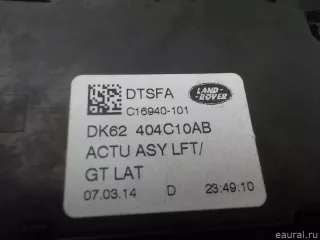 DTSFA
LAND-
ROVER
C16940-101
DK62 404C10AB
ACTU ASY LFT/
GT LAT
07.03.14 D 23:49:10
© eaural.ru